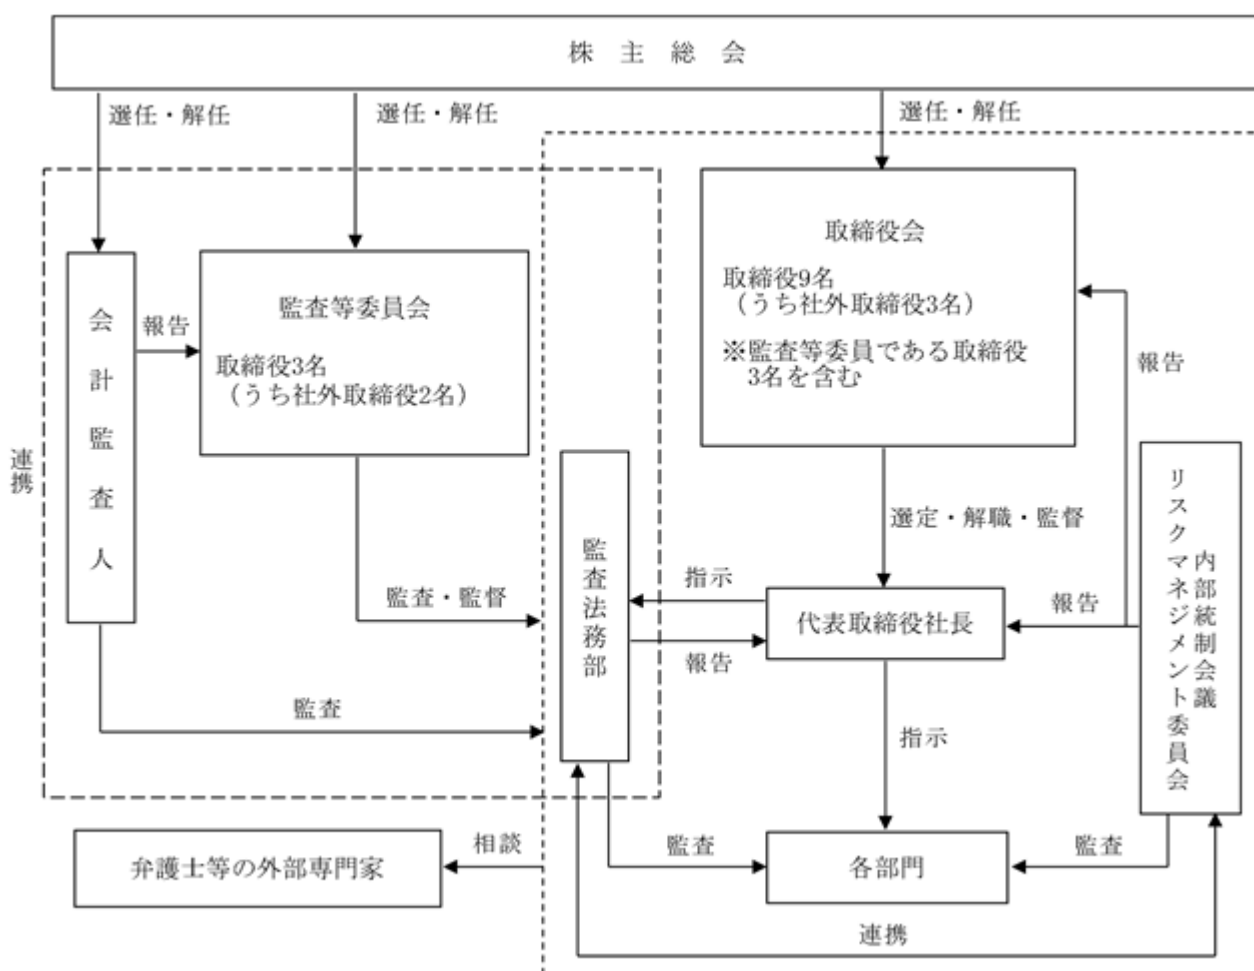 株主総会
選任・解任
選任・解任
選任・解任
取締役会
取締役9名
（うち社外取締役3名）
※監査等委員である取締役
3名を含む
監査等委員会
取締役3名
（うち社外取締役2名）
会計監査人
報告
連携
報告
選定・解職・監督
監査法務部
指示
報告
代表取締役社長
報告
内部統制会議
リスクマネジメント委員会
監査・監督
監査
指示
弁護士等の外部専門家
相談
監査
各部門
監査
連携